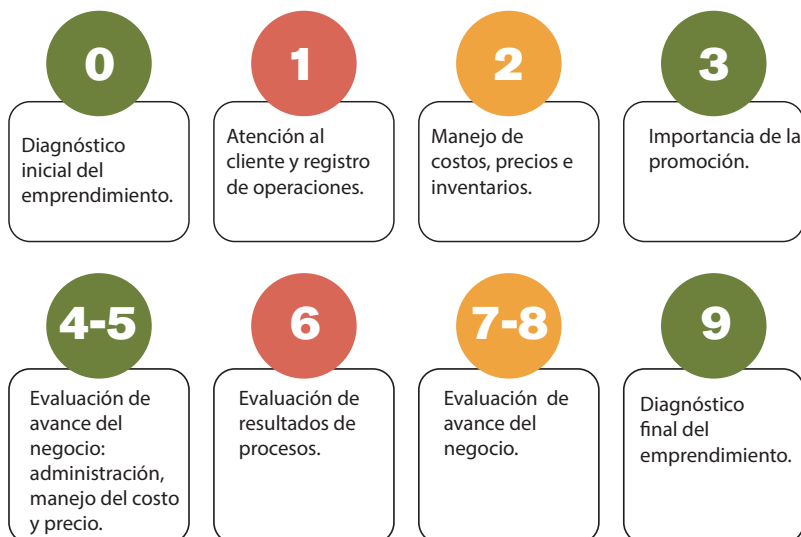 0
Diagnóstico
inicial del
emprendimiento.
1
Atención al
cliente y registro
de operaciones.
2
Manejo de
costos, precios e
inventarios.
3
Importancia de la
promoción.
4-5
Evaluación de
avance del
negocio:
administración,
manejo del costo
y precio.
6
Evaluación de
resultados de
procesos.
7-8
Evaluación de
avance del
negocio.
9
Diagnóstico
final del
emprendimiento.